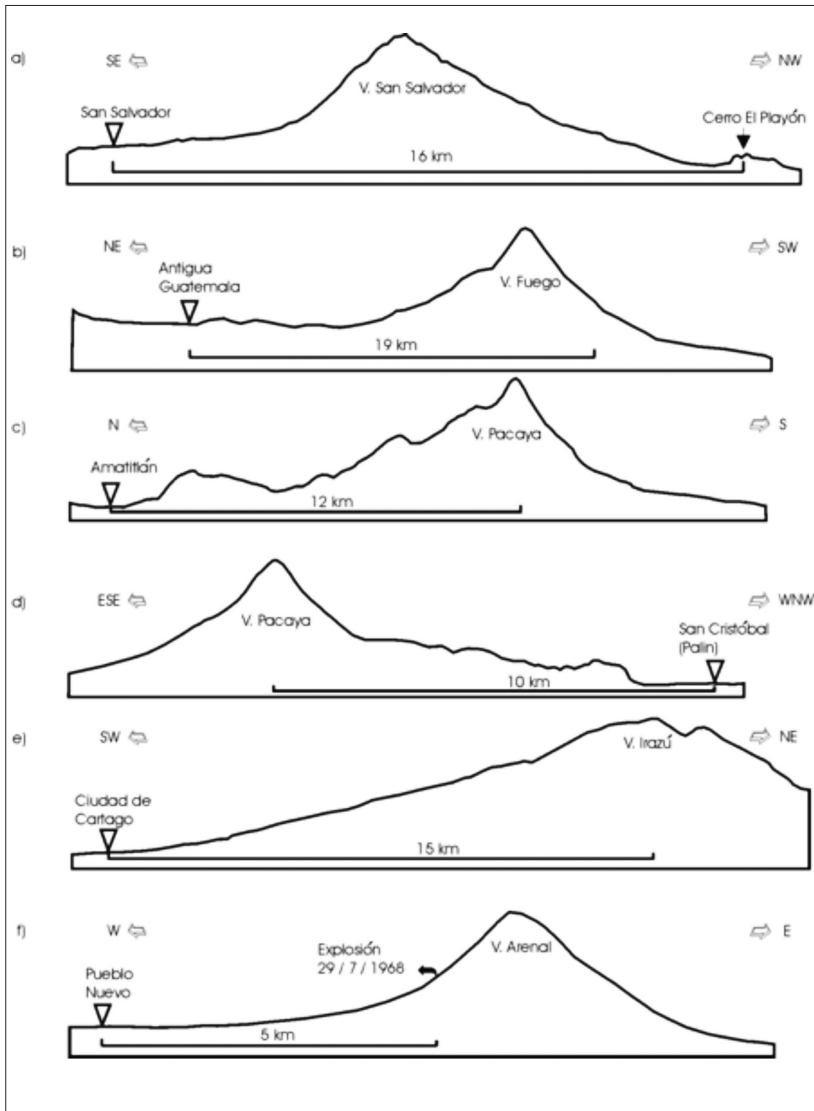 a)
SE
NW
San Salvador
V. San Salvador
Cerro El Playón
16 km
b)
NE
SW
Antigua
Guatemala
V. Fuego
19 km
c)
N
S
Amatitlán
V. Pacaya
12 km
d)
ESE
WNW
V. Pacaya
San Cristóbal
(Palin)
10 km
e)
SW
NE
V. Irazú
Ciudad de
Cartago
15 km
f)
W
E
Explosión
29 / 7 / 1968
V. Arenal
Pueblo
Nuevo
5 km